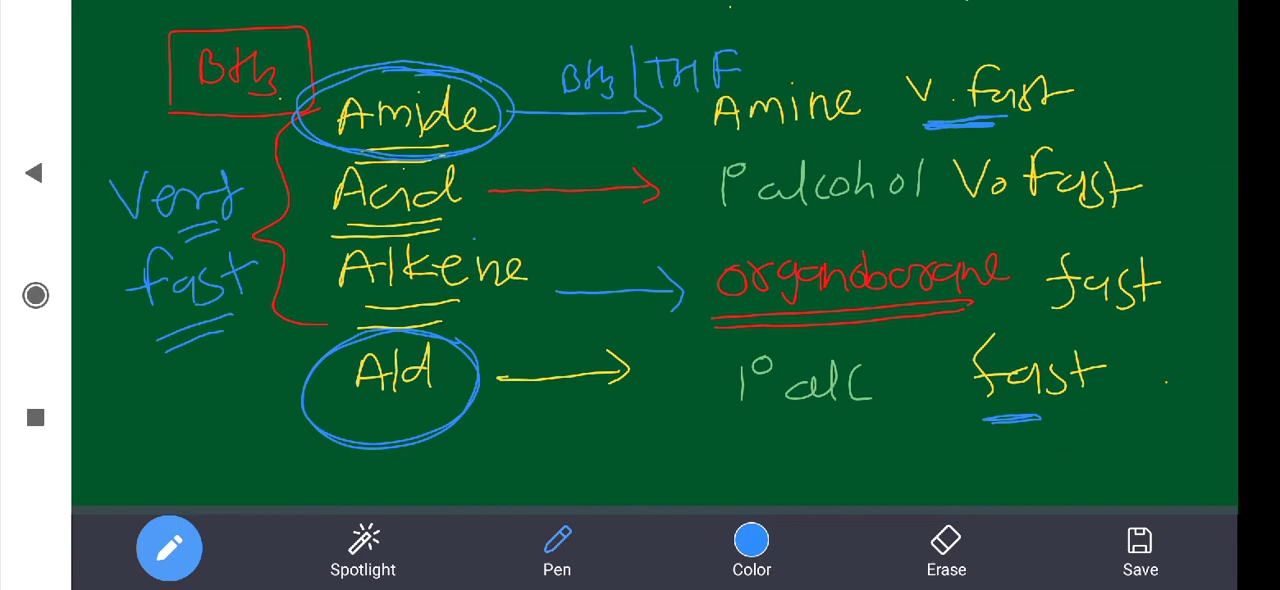 BH3
Amide BH3 | THF Amine V. fast
Acid 1° alcohol V. fast
Very
Alkene organoborane fast
fast
Ald 1° alc fast
Spotlight Pen Color Erase Save